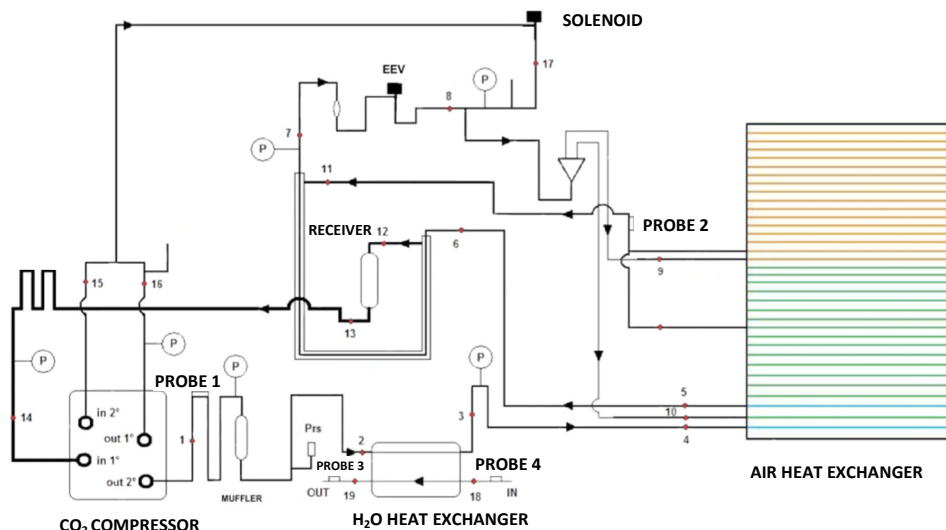 SOLENOID
17
EEV
P
8
7
P
11
PROBE 2
RECEIVER
12
6
9
15
16
13
P
P
14
PROBE 1
P
P
5
10
4
3
in 2°
out 1°
in 1°
out 2°
1
Prs
2
PROBE 3
PROBE 4
OUT
19
18
IN
MUFFLER
AIR HEAT EXCHANGER
H₂O HEAT EXCHANGER
CO₂ COMPRESSOR